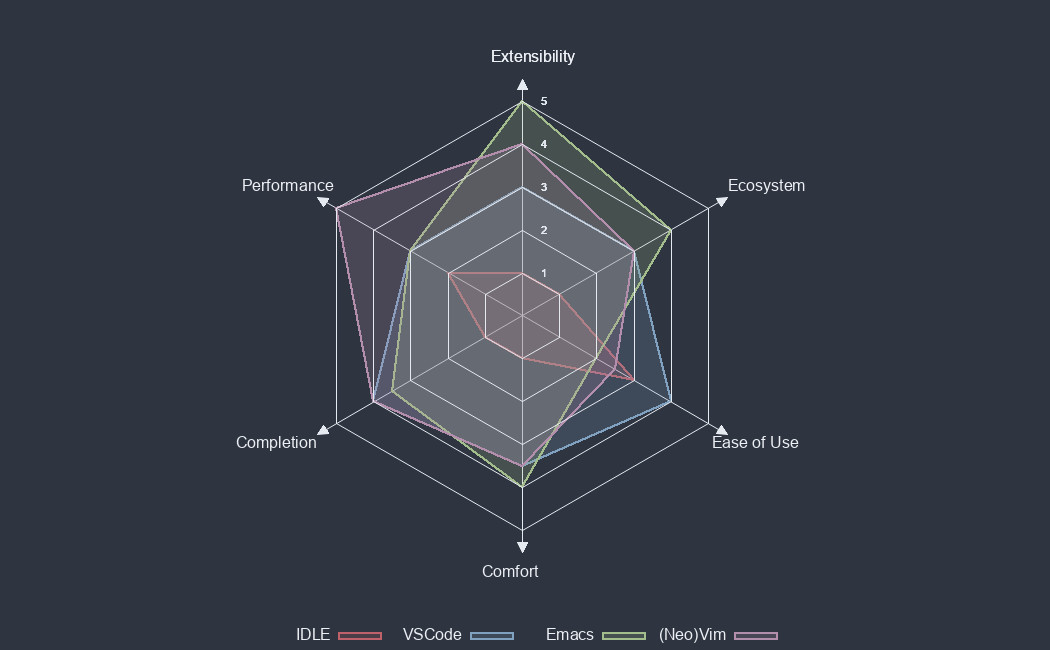 Extensibility
5
4
Performance
3
Ecosystem
2
1
Completion
Ease of Use
Comfort
IDLE VSCode Emacs (Neo)Vim